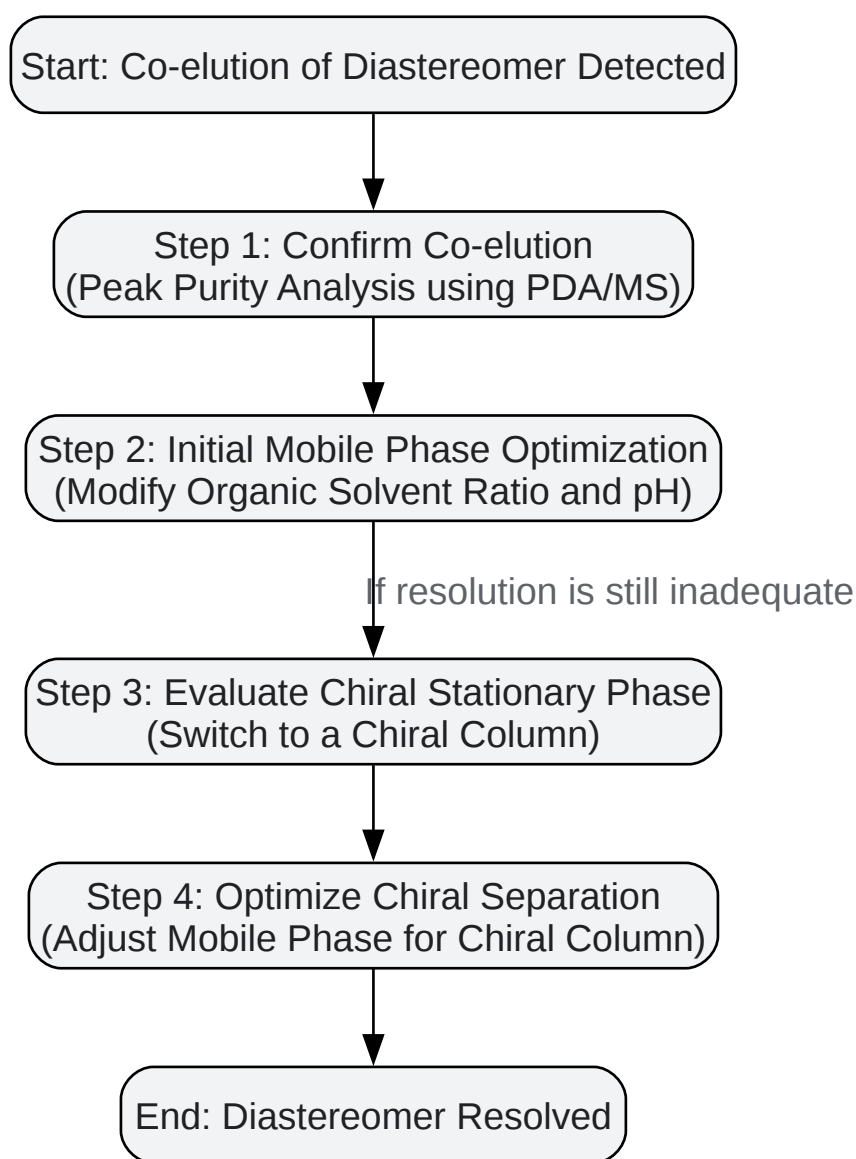 Start: Co-elution of Diastereomer Detected
Step 1: Confirm Co-elution
(Peak Purity Analysis using PDA/MS)
Step 2: Initial Mobile Phase Optimization
(Modify Organic Solvent Ratio and pH)
If resolution is still inadequate
Step 3: Evaluate Chiral Stationary Phase
(Switch to a Chiral Column)
Step 4: Optimize Chiral Separation
(Adjust Mobile Phase for Chiral Column)
End: Diastereomer Resolved